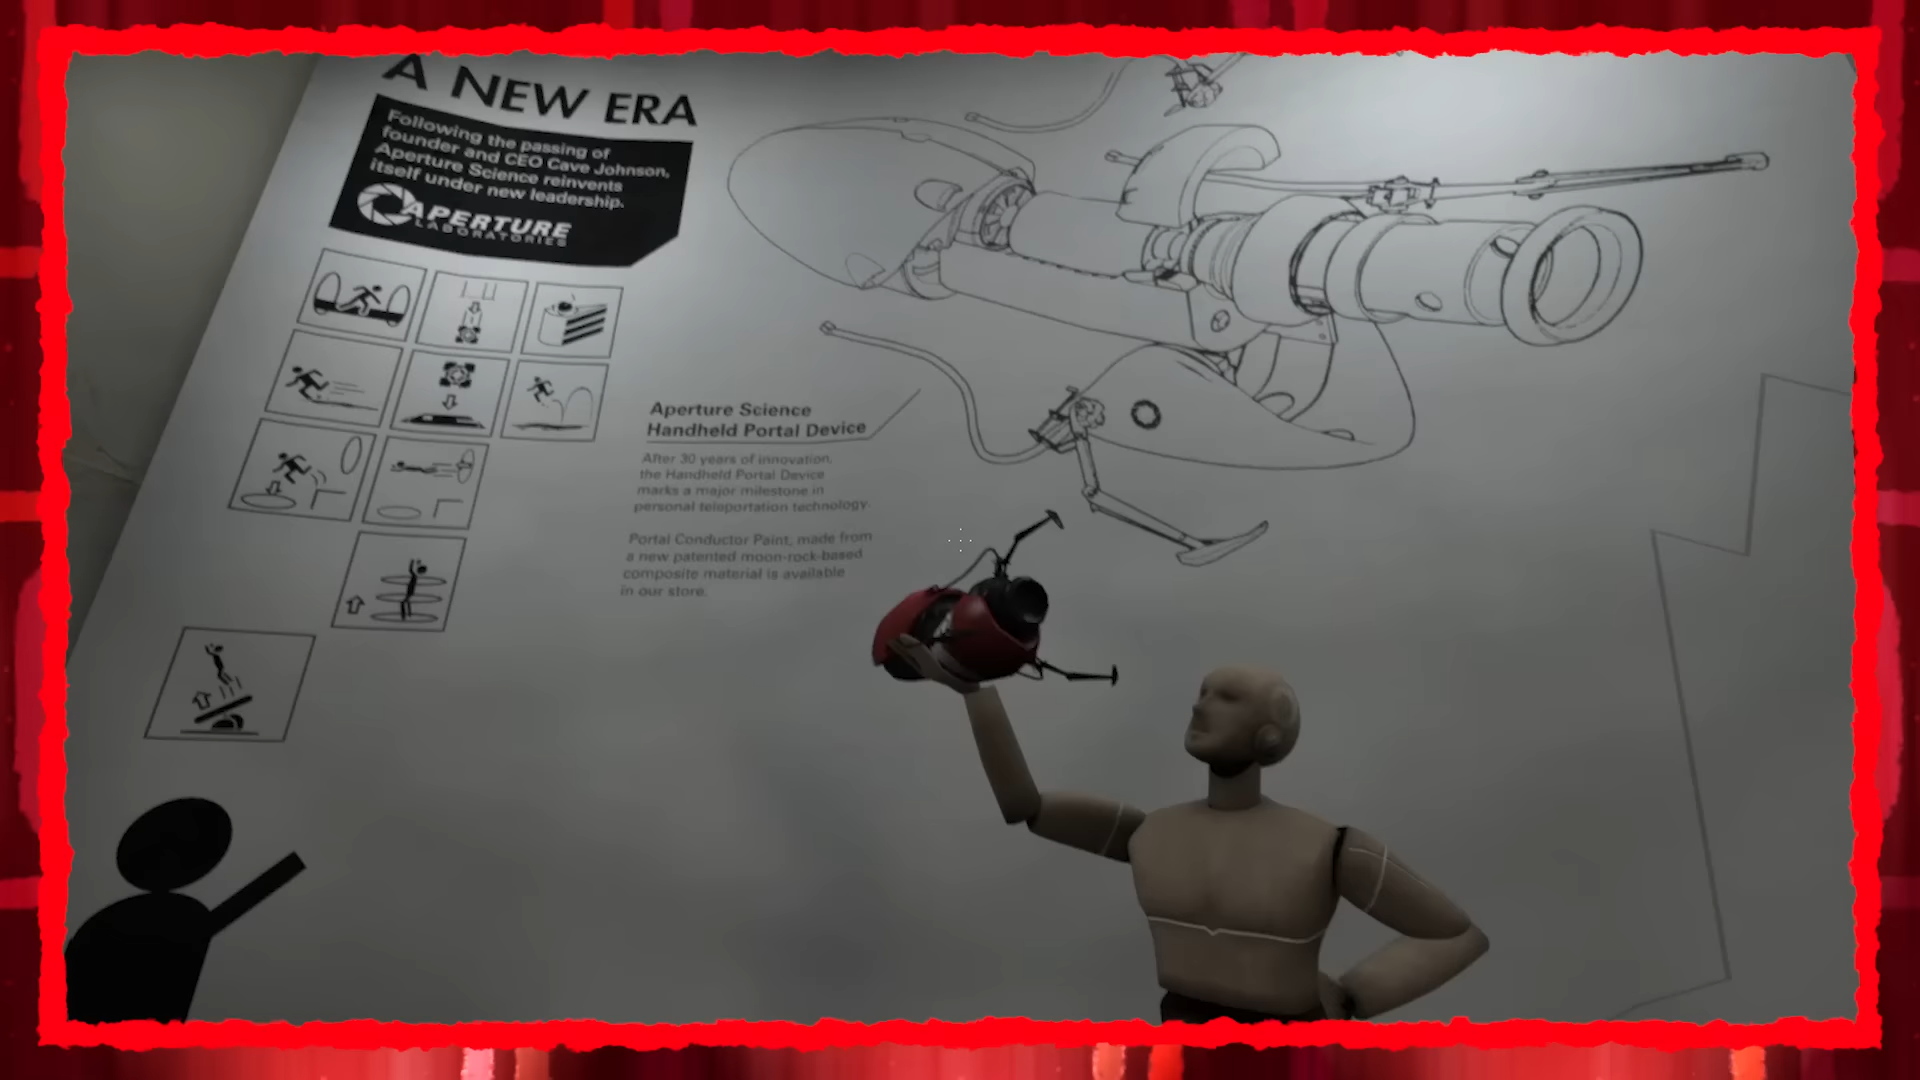 A NEW ERA
Following the passing of
founder and CEO Cave Johnson,
Aperture Science reinvents
itself under new leadership.
APERTURE
LABORATORIES
Aperture Science
Handheld Portal Device
After 30 years of innovation,
the Handheld Portal Device
marks a major milestone in
personal teleportation technology.
Portal Conductor Paint, made from
a new patented moon-rock-based
composite material is available
in our store.